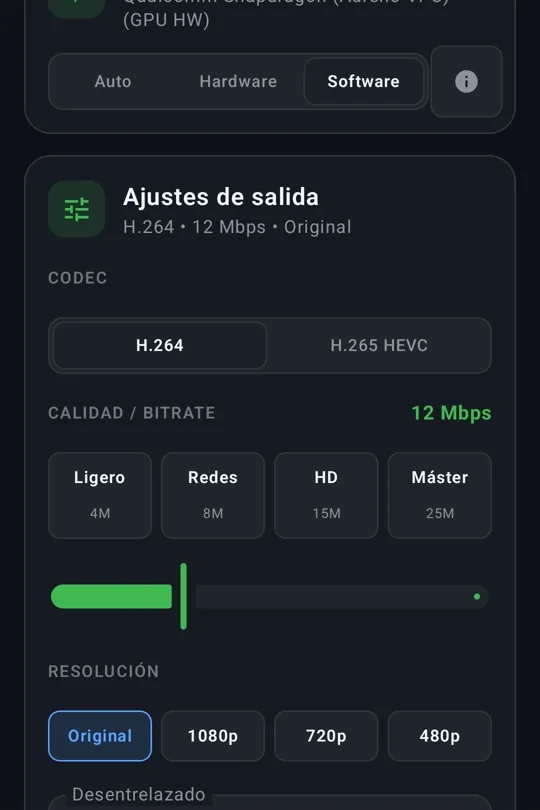 (GPU HW)
Auto
Hardware
Software
Ajustes de salida
H.264 • 12 Mbps • Original
CODEC
H.264
H.265 HEVC
CALIDAD / BITRATE
12 Mbps
Ligero
4M
Redes
8M
HD
15M
Máster
25M
RESOLUCIÓN
Original
1080p
720p
480p
Desentrelazado